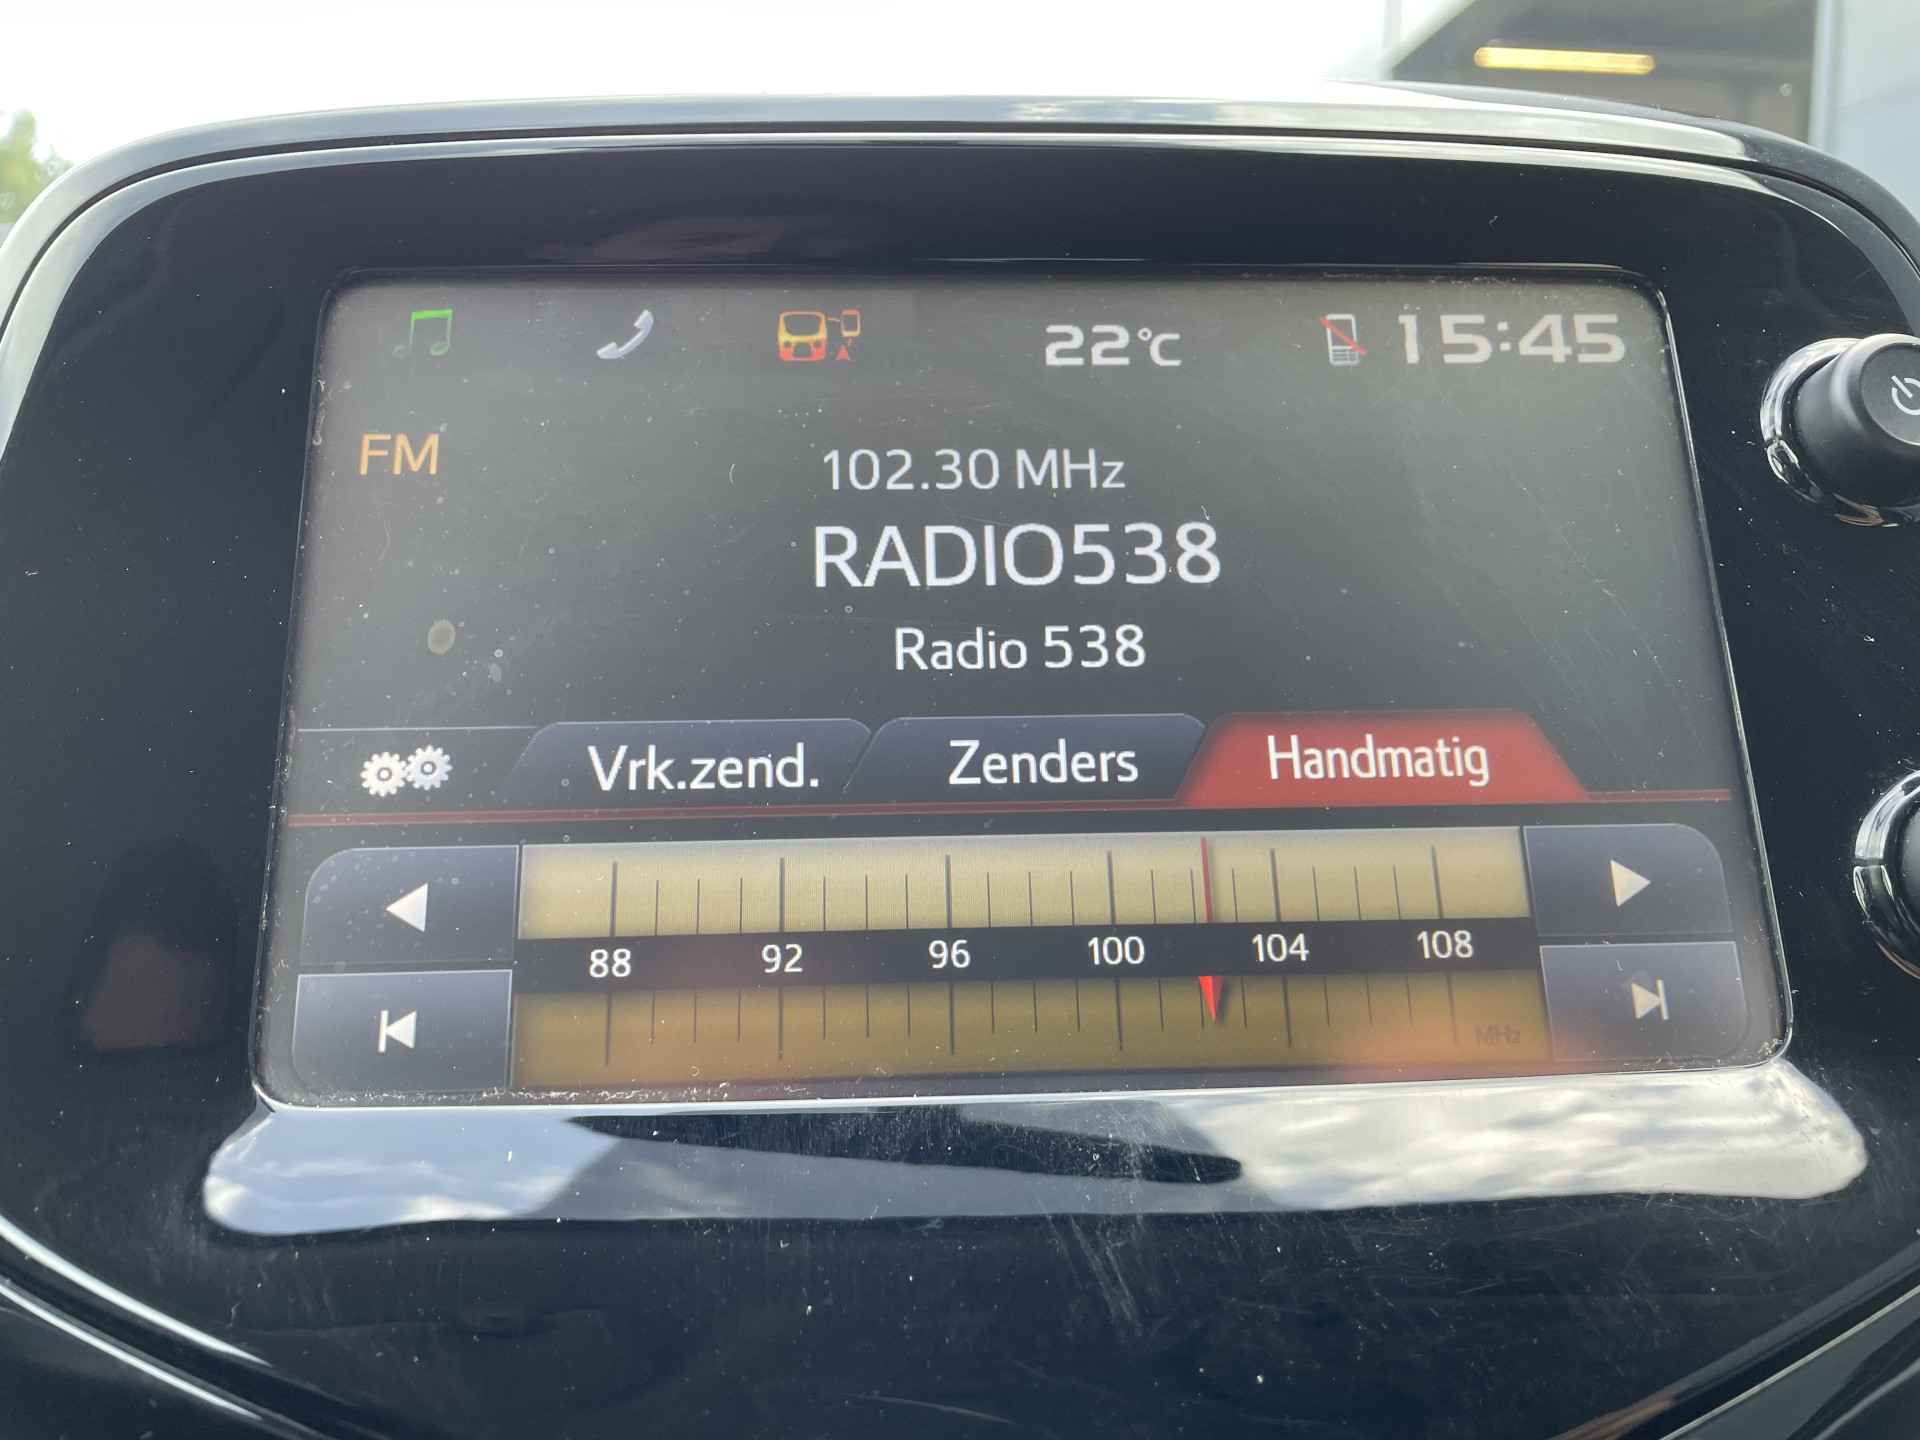 22°C 15:45
FM
102.30 MHz
RADIO538
Radio 538
Vrk.zend. Zenders Handmatig
88 92 96 100 104 108
MHz